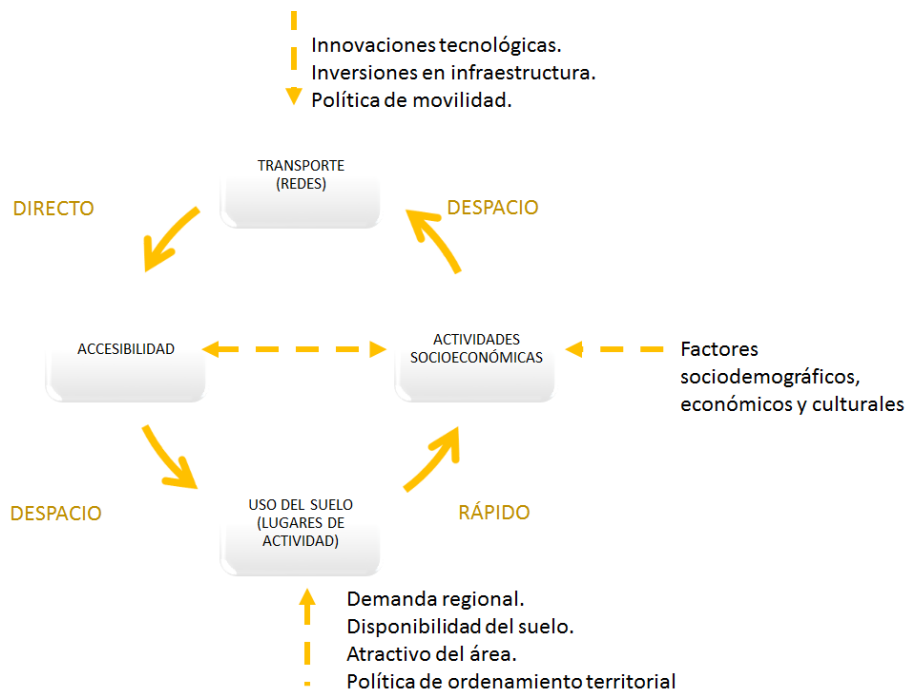 Innovaciones tecnológicas.
Inversiones en infraestructura.
Política de movilidad.
TRANSPORTE
(REDES)
DIRECTO
DESPACIO
ACCESIBILIDAD
ACTIVIDADES
SOCIOECONÓMICAS
Factores
sociodemográficos,
económicos y culturales
DESPACIO
USO DEL SUELO
(LUGARES DE
ACTIVIDAD)
RÁPIDO
Demanda regional.
Disponibilidad del suelo.
Atractivo del área.
Política de ordenamiento territorial